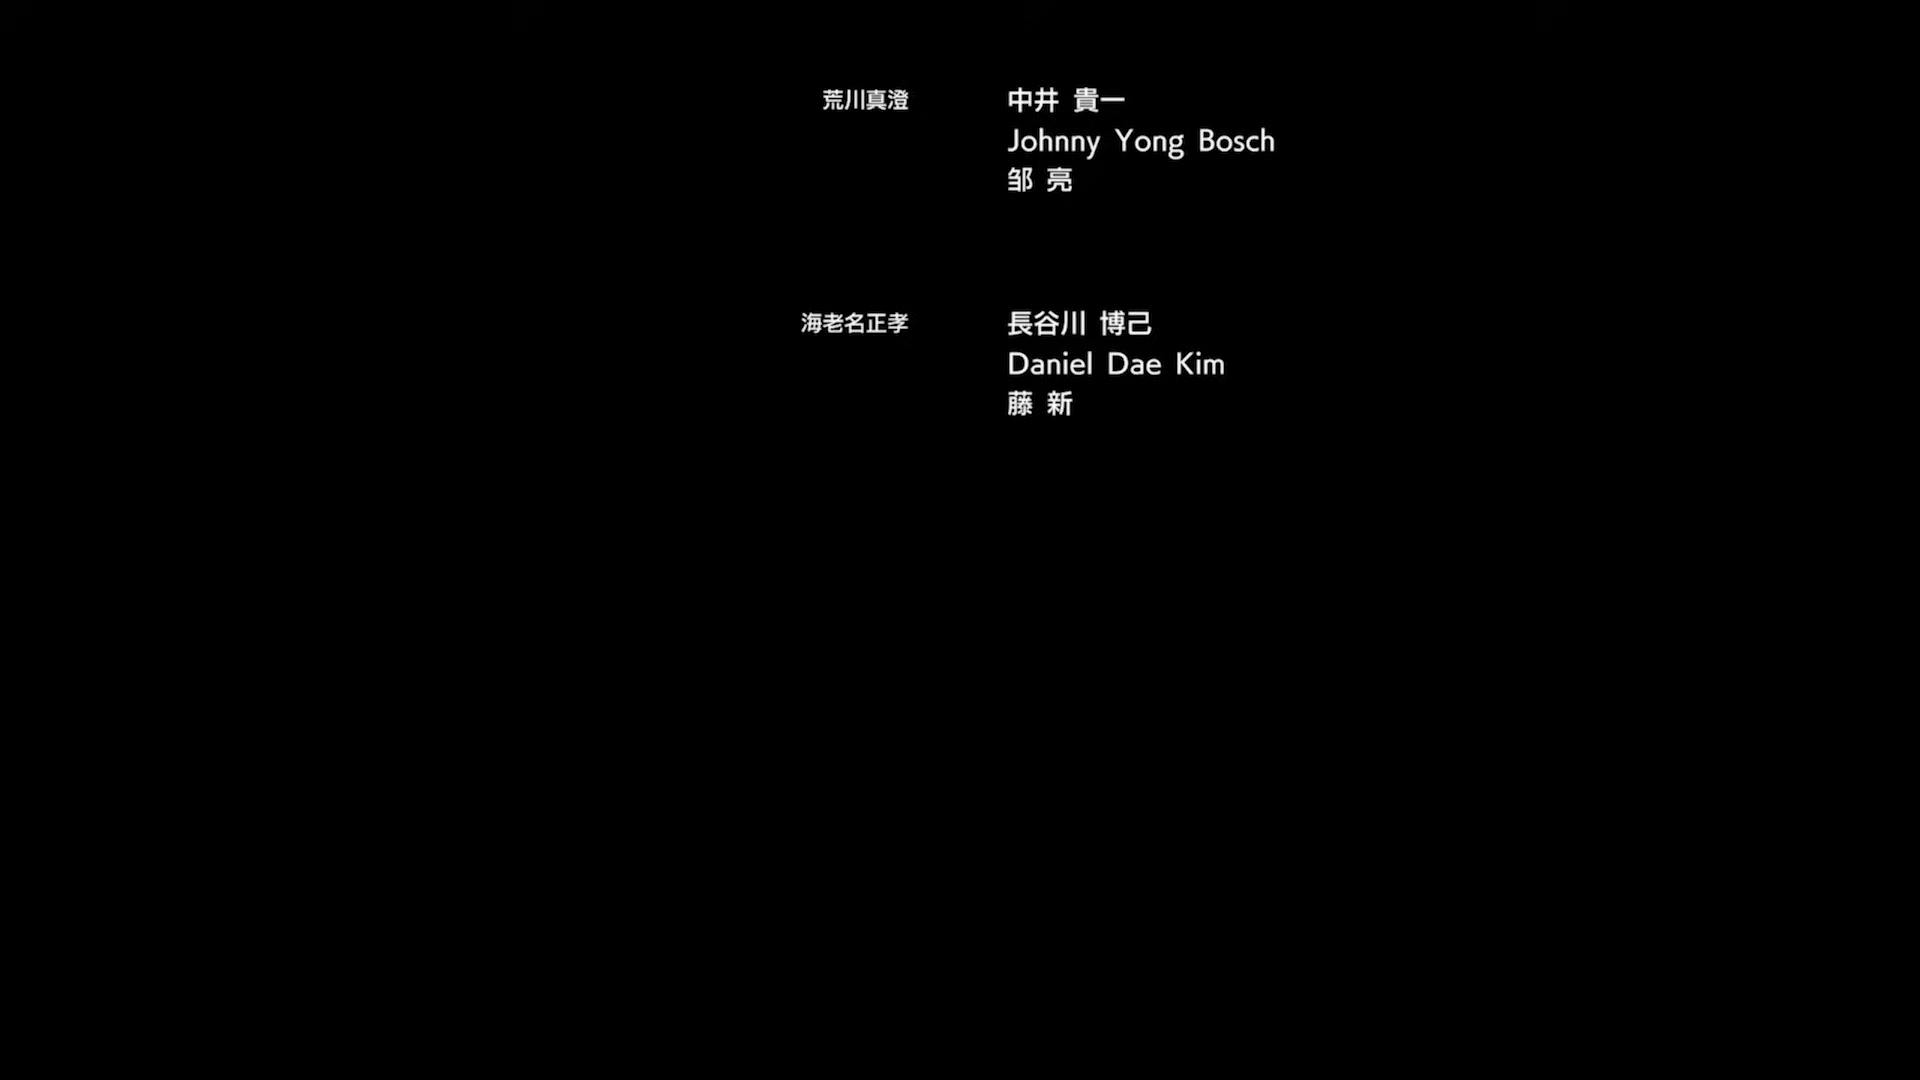 荒川真澄 中井 貴一
Johnny Yong Bosch
邹 亮
海老名正孝 長谷川 博己
Daniel Dae Kim
藤 新